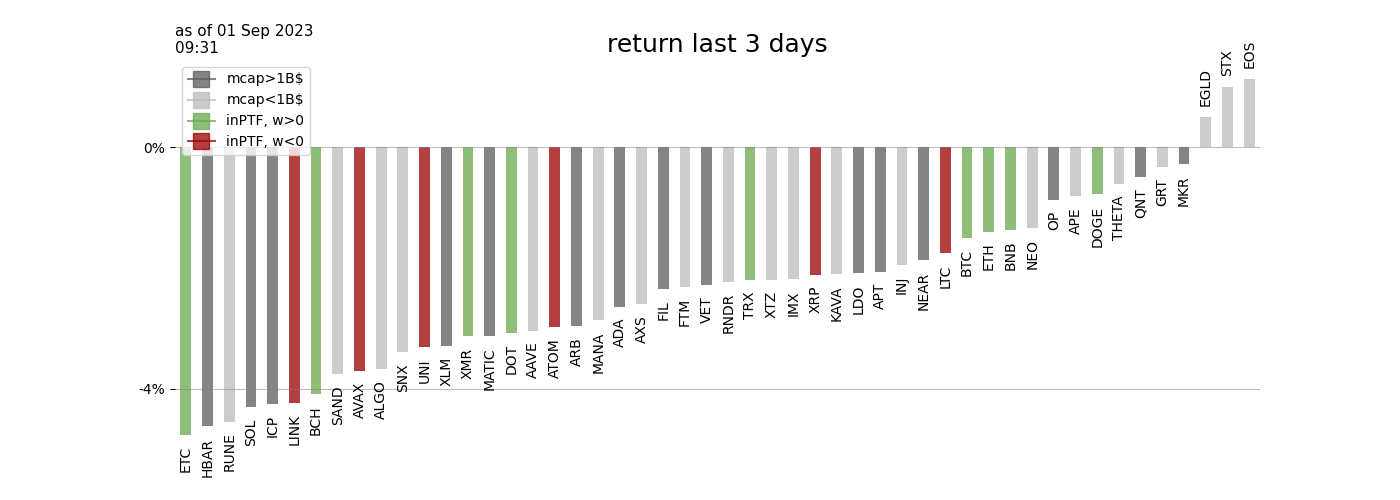 as of 01 Sep 2023
09:31
return last 3 days
mcap>1B$
mcap<1B$
inPTF, w>0
inPTF, w<0
0%
-4%
ETC
HBAR
RUNE
SOL
ICP
LINK
BCH
SAND
AVAX
ALGO
SNX
UNI
XLM
XMR
MATIC
DOT
AAVE
ATOM
ARB
MANA
ADA
AXS
FIL
FTM
VET
RNDR
TRX
XTZ
IMX
XRP
KAVA
LDO
APT
INJ
NEAR
LTC
BTC
ETH
BNB
NEO
OP
APE
DOGE
THETA
QNT
GRT
MKR
EGLD
STX
EOS